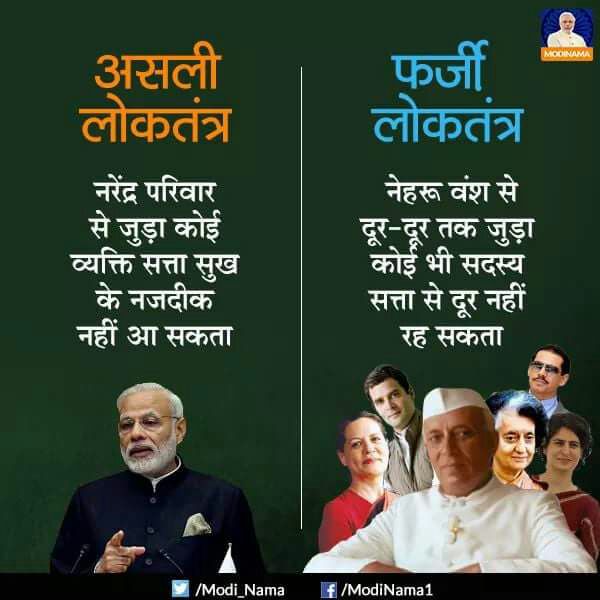 MODINAMA
असली
लोकतंत्र
नरेंद्र परिवार
से जुड़ा कोई
व्यक्ति सत्ता सुख
के नजदीक
नहीं आ सकता
फर्जी
लोकतंत्र
नेहरू वंश से
दूर-दूर तक जुड़ा
कोई भी सदस्य
सत्ता से दूर नहीं
रह सकता
/Modi_Nama
/ModiNama1